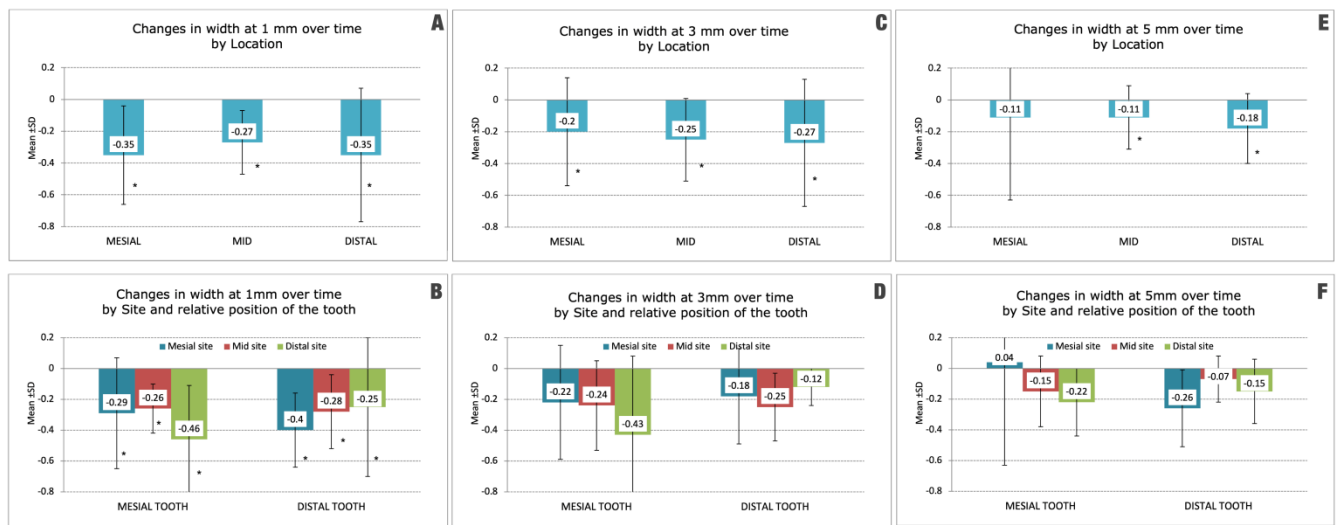 Changes in width at 1 mm over time
by Location
A
Mean ±SD
0.2
0
-0.2
-0.4
-0.6
-0.8
-0.35
-0.27
-0.35
*
*
*
MESIAL MID DISTAL
Changes in width at 3 mm over time
by Location
C
Mean ±SD
0.2
0
-0.2
-0.4
-0.6
-0.8
-0.2
-0.25
-0.27
*
*
*
MESIAL MID DISTAL
Changes in width at 5 mm over time
by Location
E
Mean ±SD
0.2
0
-0.2
-0.4
-0.6
-0.8
-0.11
-0.11
-0.18
*
*
MESIAL MID DISTAL
Changes in width at 1mm over time
by Site and relative position of the tooth
B
Mesial site Mid site Distal site
Mean ±SD
0.2
0
-0.2
-0.4
-0.6
-0.8
-0.29
-0.26
-0.46
-0.4
-0.28
-0.25
*
*
*
*
*
*
MESIAL TOOTH DISTAL TOOTH
Changes in width at 3mm over time
by Site and relative position of the tooth
D
Mesial site Mid site Distal site
Mean ±SD
0.2
0
-0.2
-0.4
-0.6
-0.8
-0.22
-0.24
-0.43
-0.18
-0.25
-0.12
MESIAL TOOTH DISTAL TOOTH
Changes in width at 5mm over time
by Site and relative position of the tooth
F
Mesial site Mid site Distal site
Mean ±SD
0.2
0
-0.2
-0.4
-0.6
-0.8
0.04
-0.15
-0.22
-0.26
-0.07
-0.15
MESIAL TOOTH DISTAL TOOTH